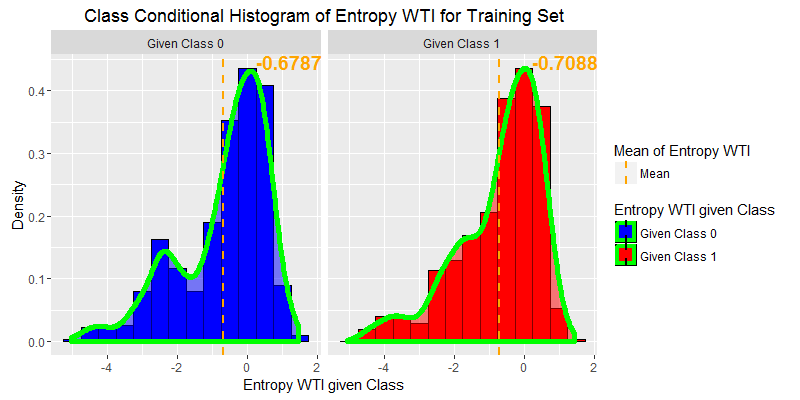 Class Conditional Histogram of Entropy WTI for Training Set
Given Class 0
Given Class 1
-0.6787
-0.7088
0.4
0.3
0.2
0.1
0.0
Density
-4
-2
0
2
-4
-2
0
2
Entropy WTI given Class
Mean of Entropy WTI
Mean
Entropy WTI given Class
Given Class 0
Given Class 1